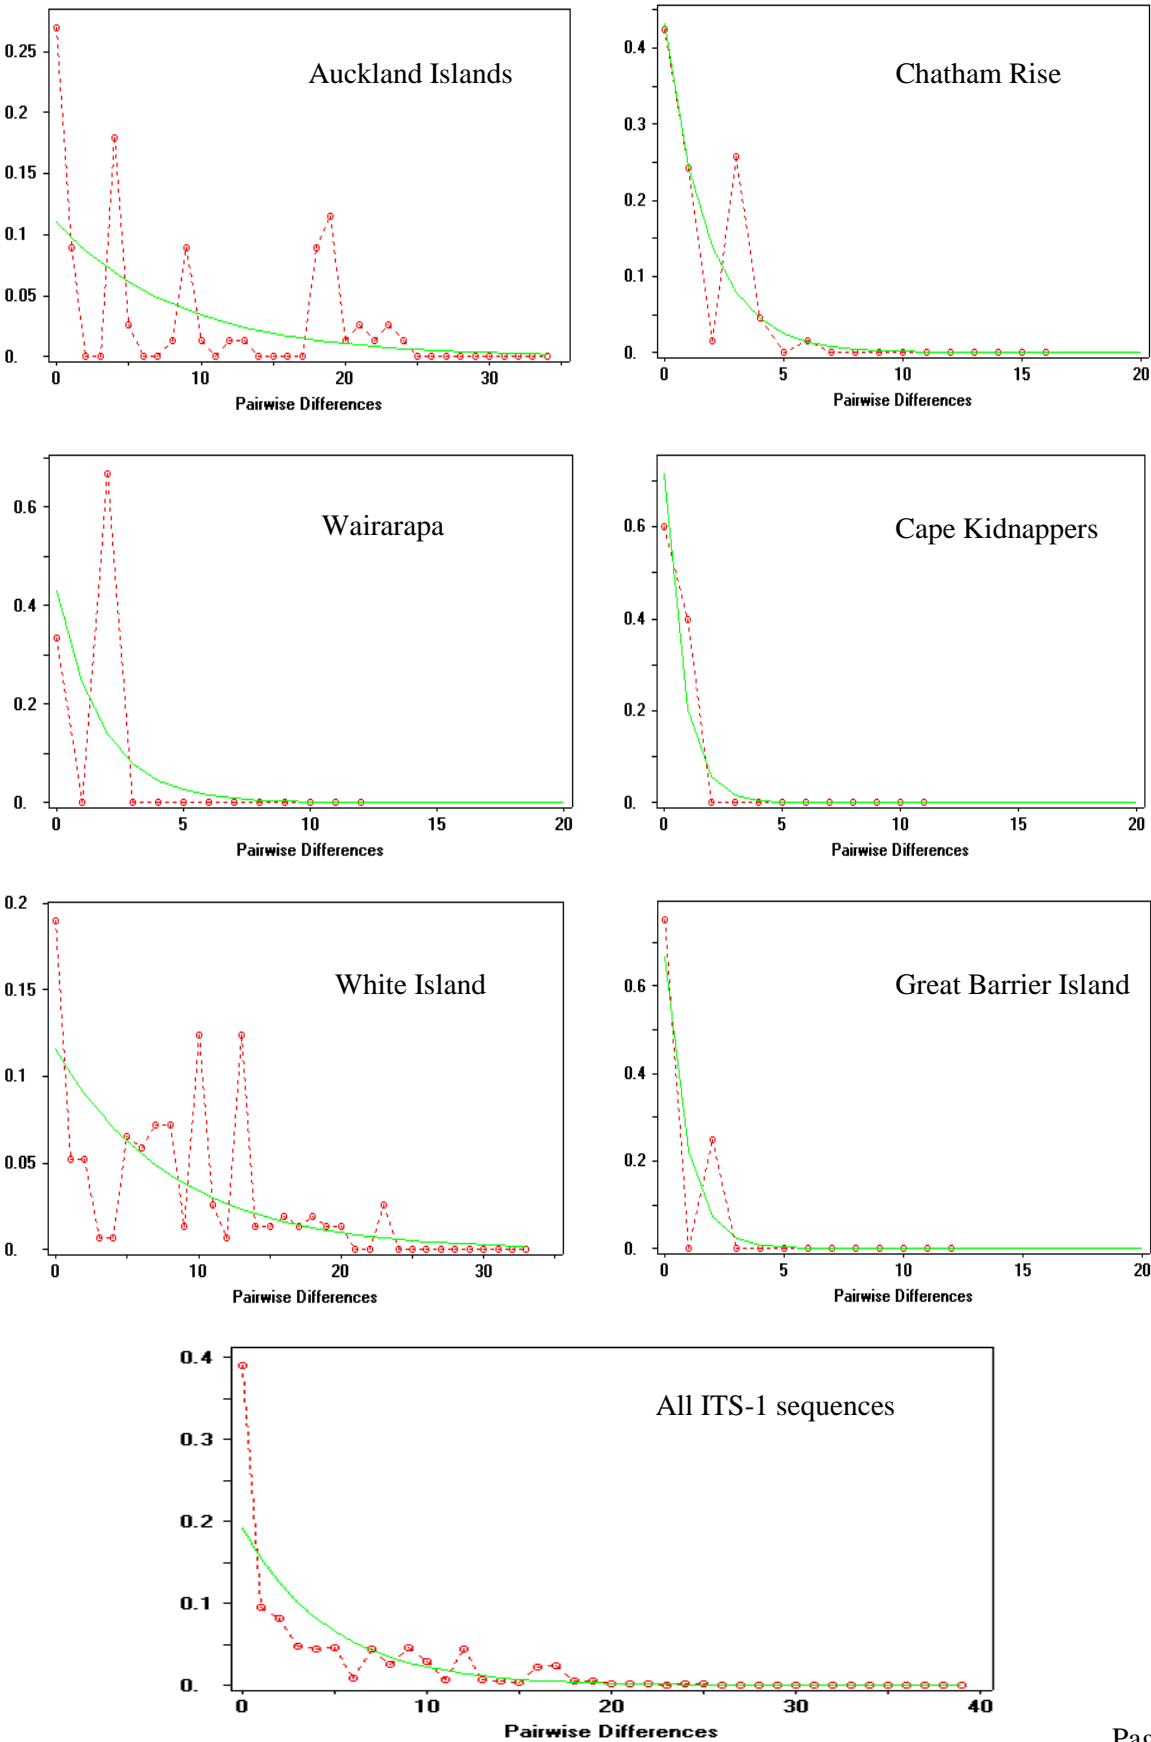 Auckland Islands
0.25
0.2
0.15
0.1
0.05
0.
0 10 20 30
Pairwise Differences
Chatham Rise
0.4
0.3
0.2
0.1
0.
0 5 10 15 20
Pairwise Differences
Wairarapa
0.6
0.4
0.2
0.
0 5 10 15 20
Pairwise Differences
Cape Kidnappers
0.6
0.4
0.2
0.
0 5 10 15 20
Pairwise Differences
White Island
0.2
0.15
0.1
0.05
0.
0 10 20 30
Pairwise Differences
Great Barrier Island
0.6
0.4
0.2
0.
0 5 10 15 20
Pairwise Differences
All ITS-1 sequences
0.4
0.3
0.2
0.1
0.
0 10 20 30 40
Pairwise Differences